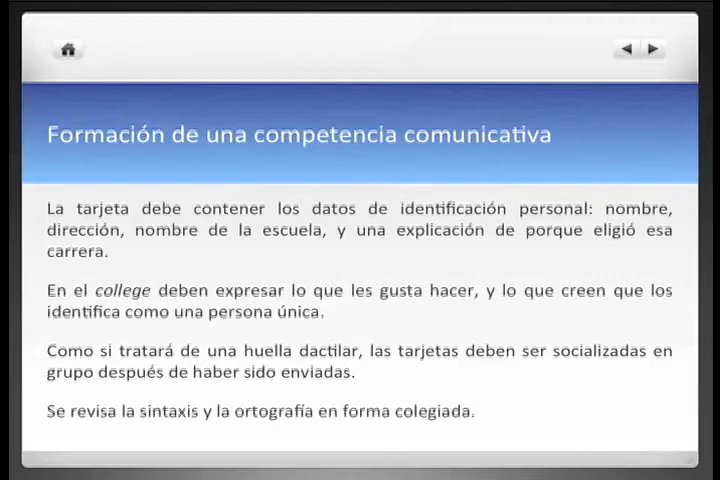 Formación de una competencia comunicativa
La tarjeta debe contener los datos de identificación personal: nombre,
dirección, nombre de la escuela, y una explicación de porque eligió esa
carrera.
En el college deben expresar lo que les gusta hacer, y lo que creen que los
identifica como una persona única.
Como si tratará de una huella dactilar, las tarjetas deben ser socializadas en
grupo después de haber sido enviadas.
Se revisa la sintaxis y la ortografía en forma colegiada.